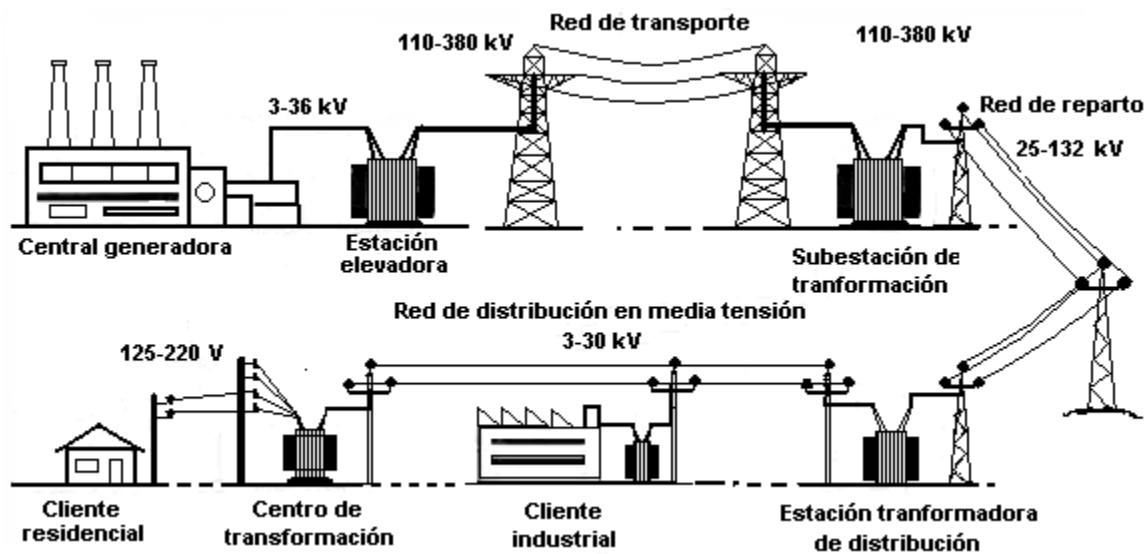 Red de transporte
110-380 kV
110-380 kV
3-36 kV
Red de reparto
25-132 kV
Central generadora
Estación
elevadora
Subestación de
tranformación
Red de distribución en media tensión
3-30 kV
125-220 V
Cliente
residencial
Centro de
transformación
Cliente
industrial
Estación tranformadora
de distribución